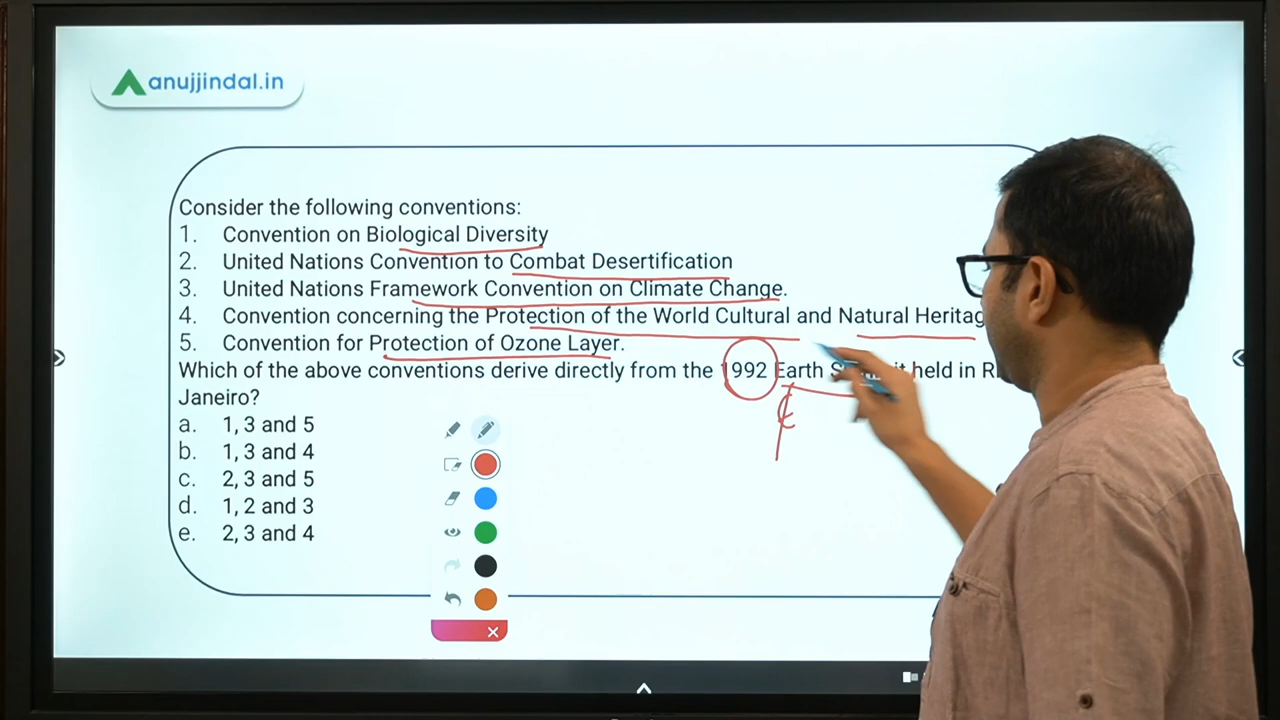 anujjindal.in
Consider the following conventions:
1. Convention on Biological Diversity
2. United Nations Convention to Combat Desertification
3. United Nations Framework Convention on Climate Change.
4. Convention concerning the Protection of the World Cultural and Natural
5. Convention for Protection of Ozone Layer.
Which of the above conventions derive directly from the 1992 Earth held in
Janeiro?
a. 1, 3 and 5
b. 1, 3 and 4
c. 2, 3 and 5
d. 1, 2 and 3
e. 2, 3 and 4